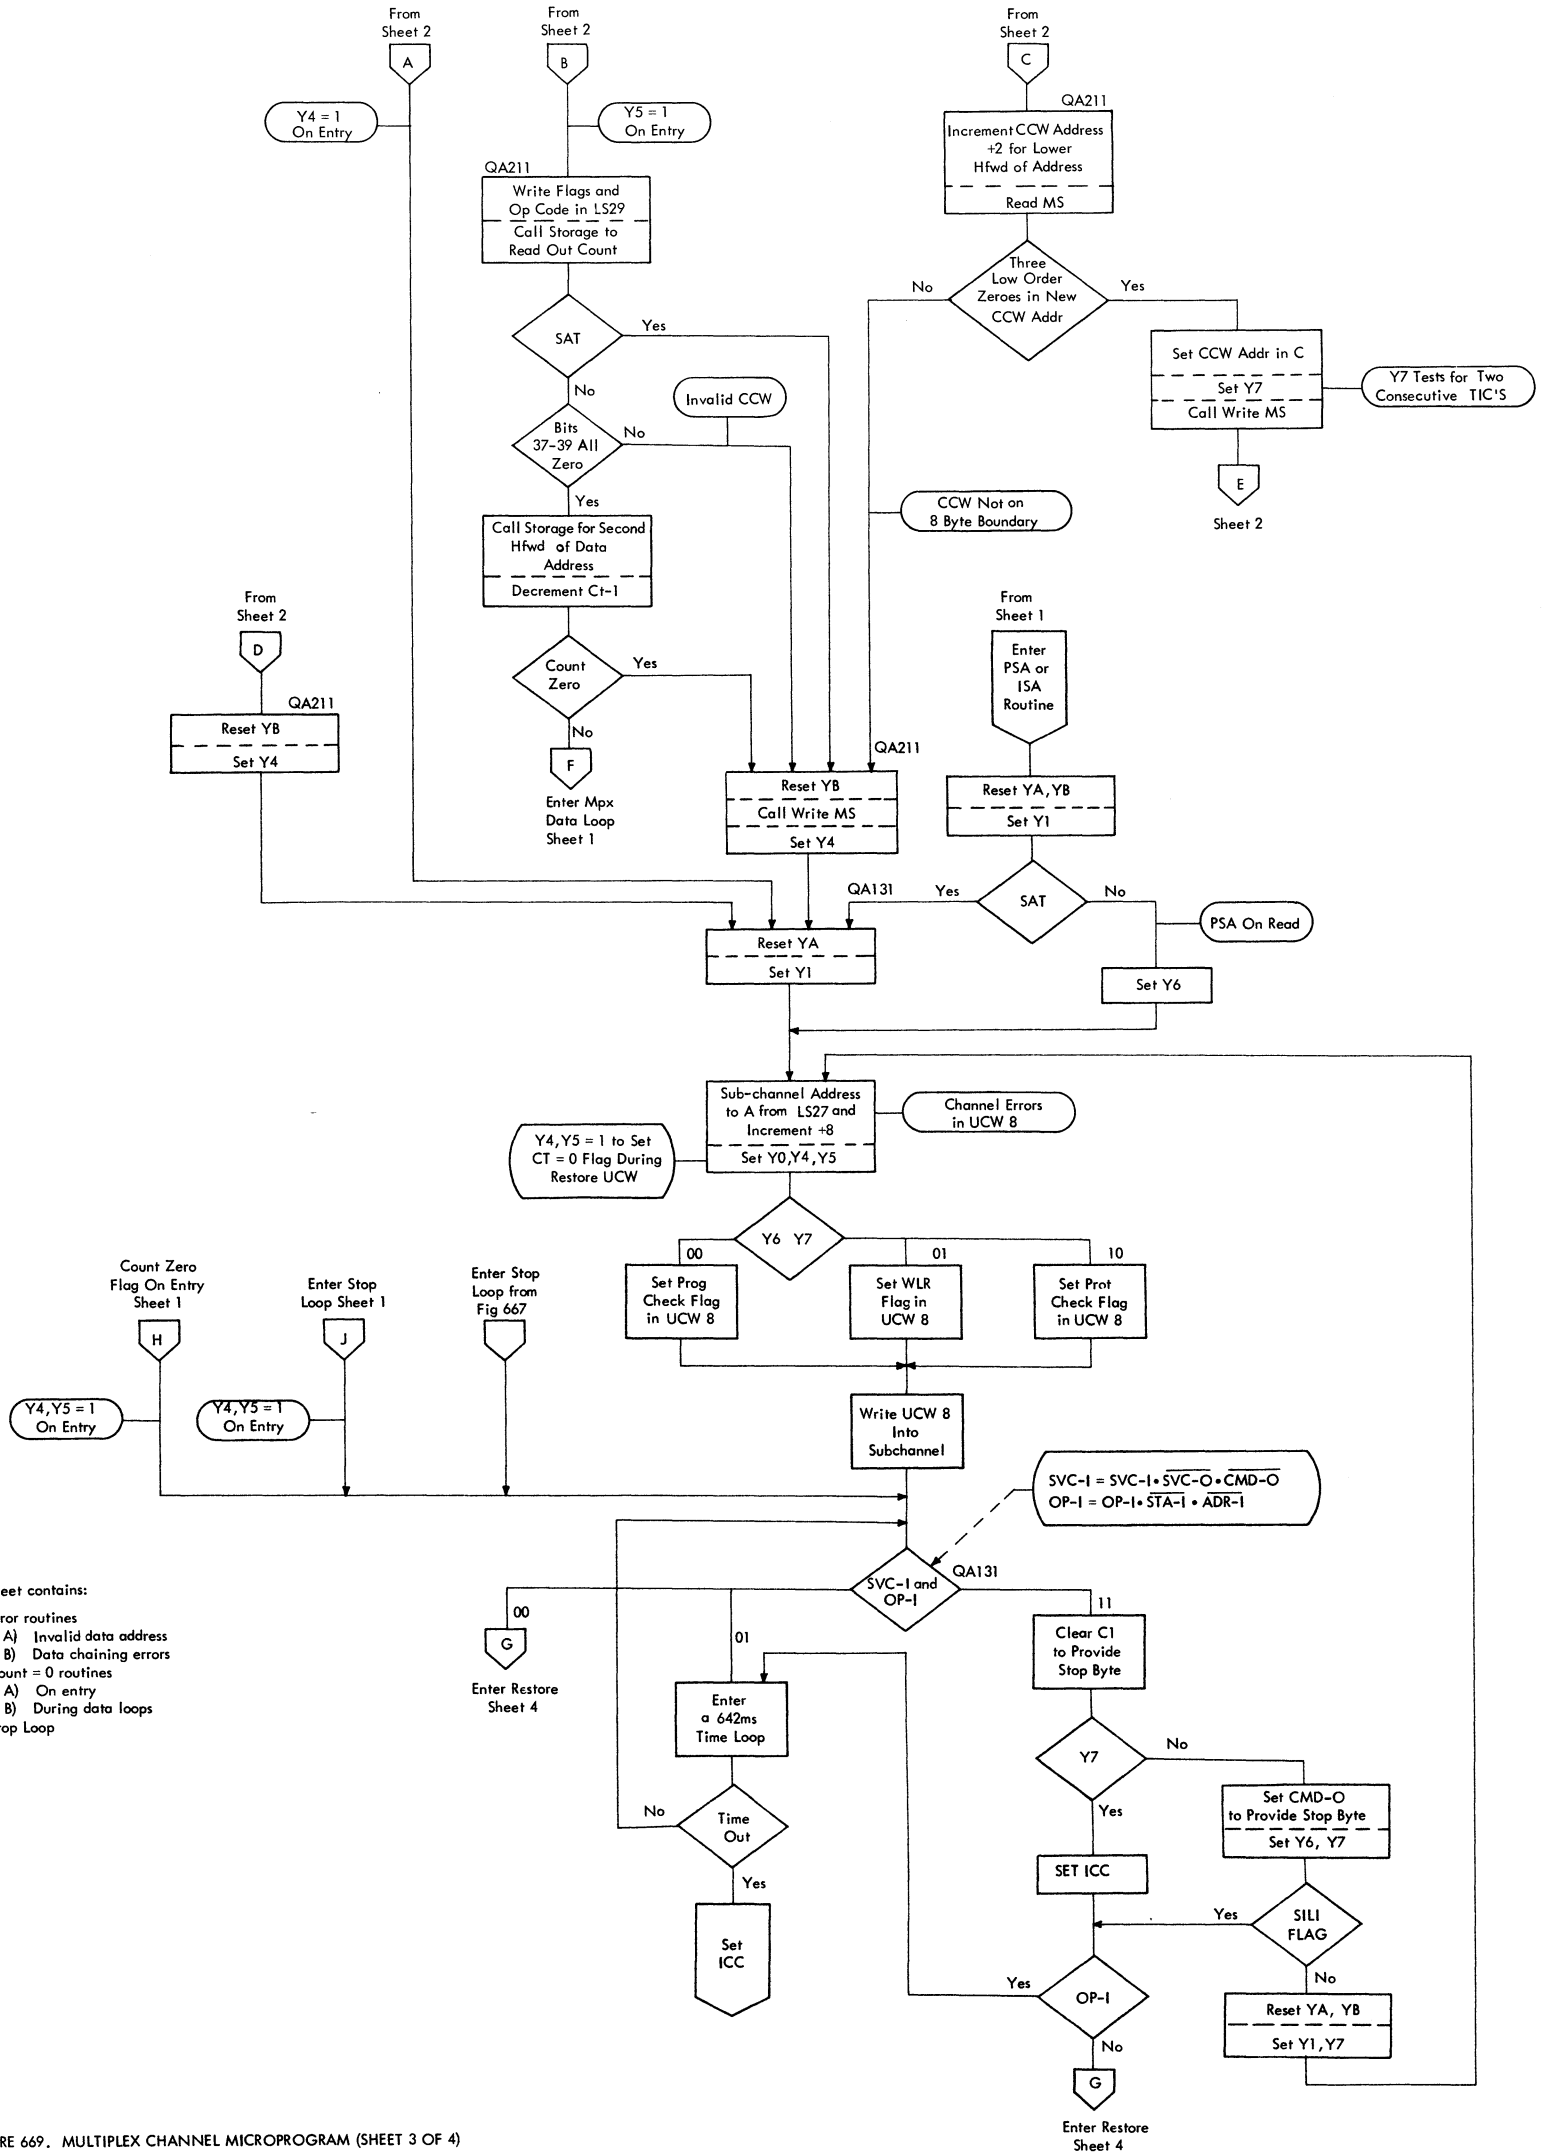 From
Sheet 2
A
From
Sheet 2
B
From
Sheet 2
C
Y4 = 1
On Entry
Y5 = 1
On Entry
QA211
Write Flags and
Op Code in LS29
Call Storage to
Read Out Count
QA211
Increment CCW Address
+2 for Lower
Hfwd of Address
Read MS
Three
Low Order
Zeroes in New
CCW Addr
No
Yes
SAT
Yes
No
Set CCW Addr in C
Set Y7
Call Write MS
Y7 Tests for Two
Consecutive TIC'S
E
Sheet 2
Invalid CCW
Bits
37-39 All
Zero
No
Yes
CCW Not on
8 Byte Boundary
Call Storage for Second
Hfwd of Data
Address
Decrement Ct-1
From
Sheet 2
D
QA211
Reset YB
Set Y4
Count
Zero
Yes
No
F
Enter Mpx
Data Loop
Sheet 1
From
Sheet 1
Enter
PSA or
ISA
Routine
QA211
Reset YB
Call Write MS
Set Y4
Reset YA, YB
Set Y1
QA131
Yes
SAT
No
PSA On Read
Reset YA
Set Y1
Set Y6
Sub-channel Address
to A from LS27 and
Increment +8
Set Y0,Y4,Y5
Channel Errors
in UCW 8
Y4,Y5 = 1 to Set
CT = 0 Flag During
Restore UCW
Y6 Y7
00
01
10
Set Prog
Check Flag
in UCW 8
Set WLR
Flag in
UCW 8
Set Prot
Check Flag
in UCW 8
Count Zero
Flag On Entry
Sheet 1
H
Enter Stop
Loop Sheet 1
J
Enter Stop
Loop from
Fig 667
Y4,Y5 = 1
On Entry
Y4,Y5 = 1
On Entry
Write UCW 8
Into
Subchannel
SVC-I = SVC-I • SVC-O • CMD-O
OP-I = OP-I • STA-I • ADR-I
SVC-I and
OP-I
QA131
00
01
11
G
Enter Restore
Sheet 4
Enter
a 642ms
Time Loop
Clear C1
to Provide
Stop Byte
eet contains:
ror routines
A) Invalid data address
B) Data chaining errors
ount = 0 routines
A) On entry
B) During data loops
top Loop
Time
Out
No
Yes
Set
ICC
Y7
No
Yes
Set CMD-O
to Provide Stop Byte
Set Y6, Y7
SET ICC
Yes
SILI
FLAG
No
Yes
OP-I
No
Reset YA, YB
Set Y1,Y7
G
Enter Restore
Sheet 4
RE 669. MULTIPLEX CHANNEL MICROPROGRAM (SHEET 3 OF 4)